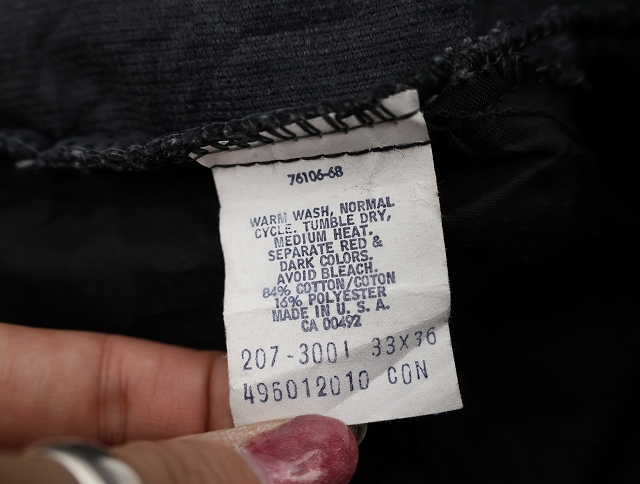 76106-68
WARM WASH, NORMAL
CYCLE. TUMBLE DRY,
MEDIUM HEAT.
SEPARATE RED &
DARK COLORS.
AVOID BLEACH.
84% COTTON/COTON
16% POLYESTER
MADE IN U. S. A.
CA 00492
207-3001 33X36
496012010 CON